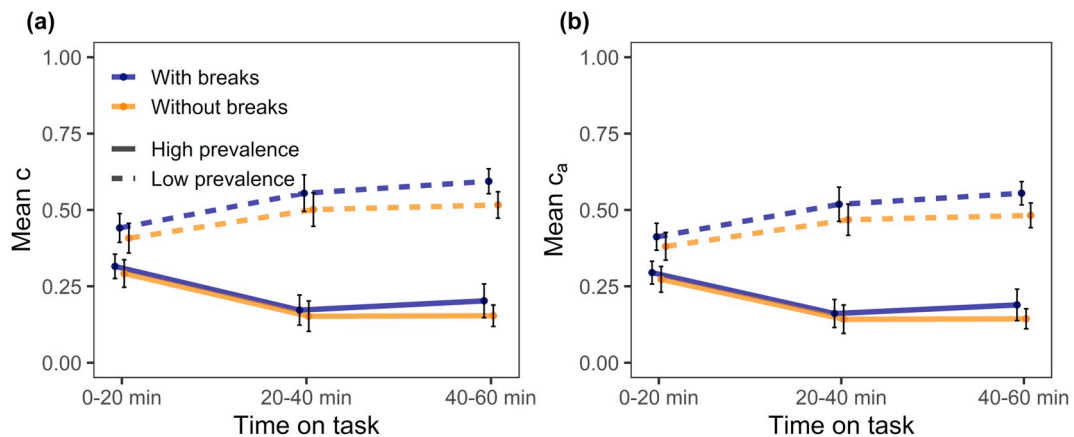 (a)
Mean c
1.00
0.75
0.50
0.25
0.00
With breaks
Without breaks
High prevalence
Low prevalence
0-20 min
20-40 min
40-60 min
Time on task
(b)
Mean cₐ
1.00
0.75
0.50
0.25
0.00
0-20 min
20-40 min
40-60 min
Time on task